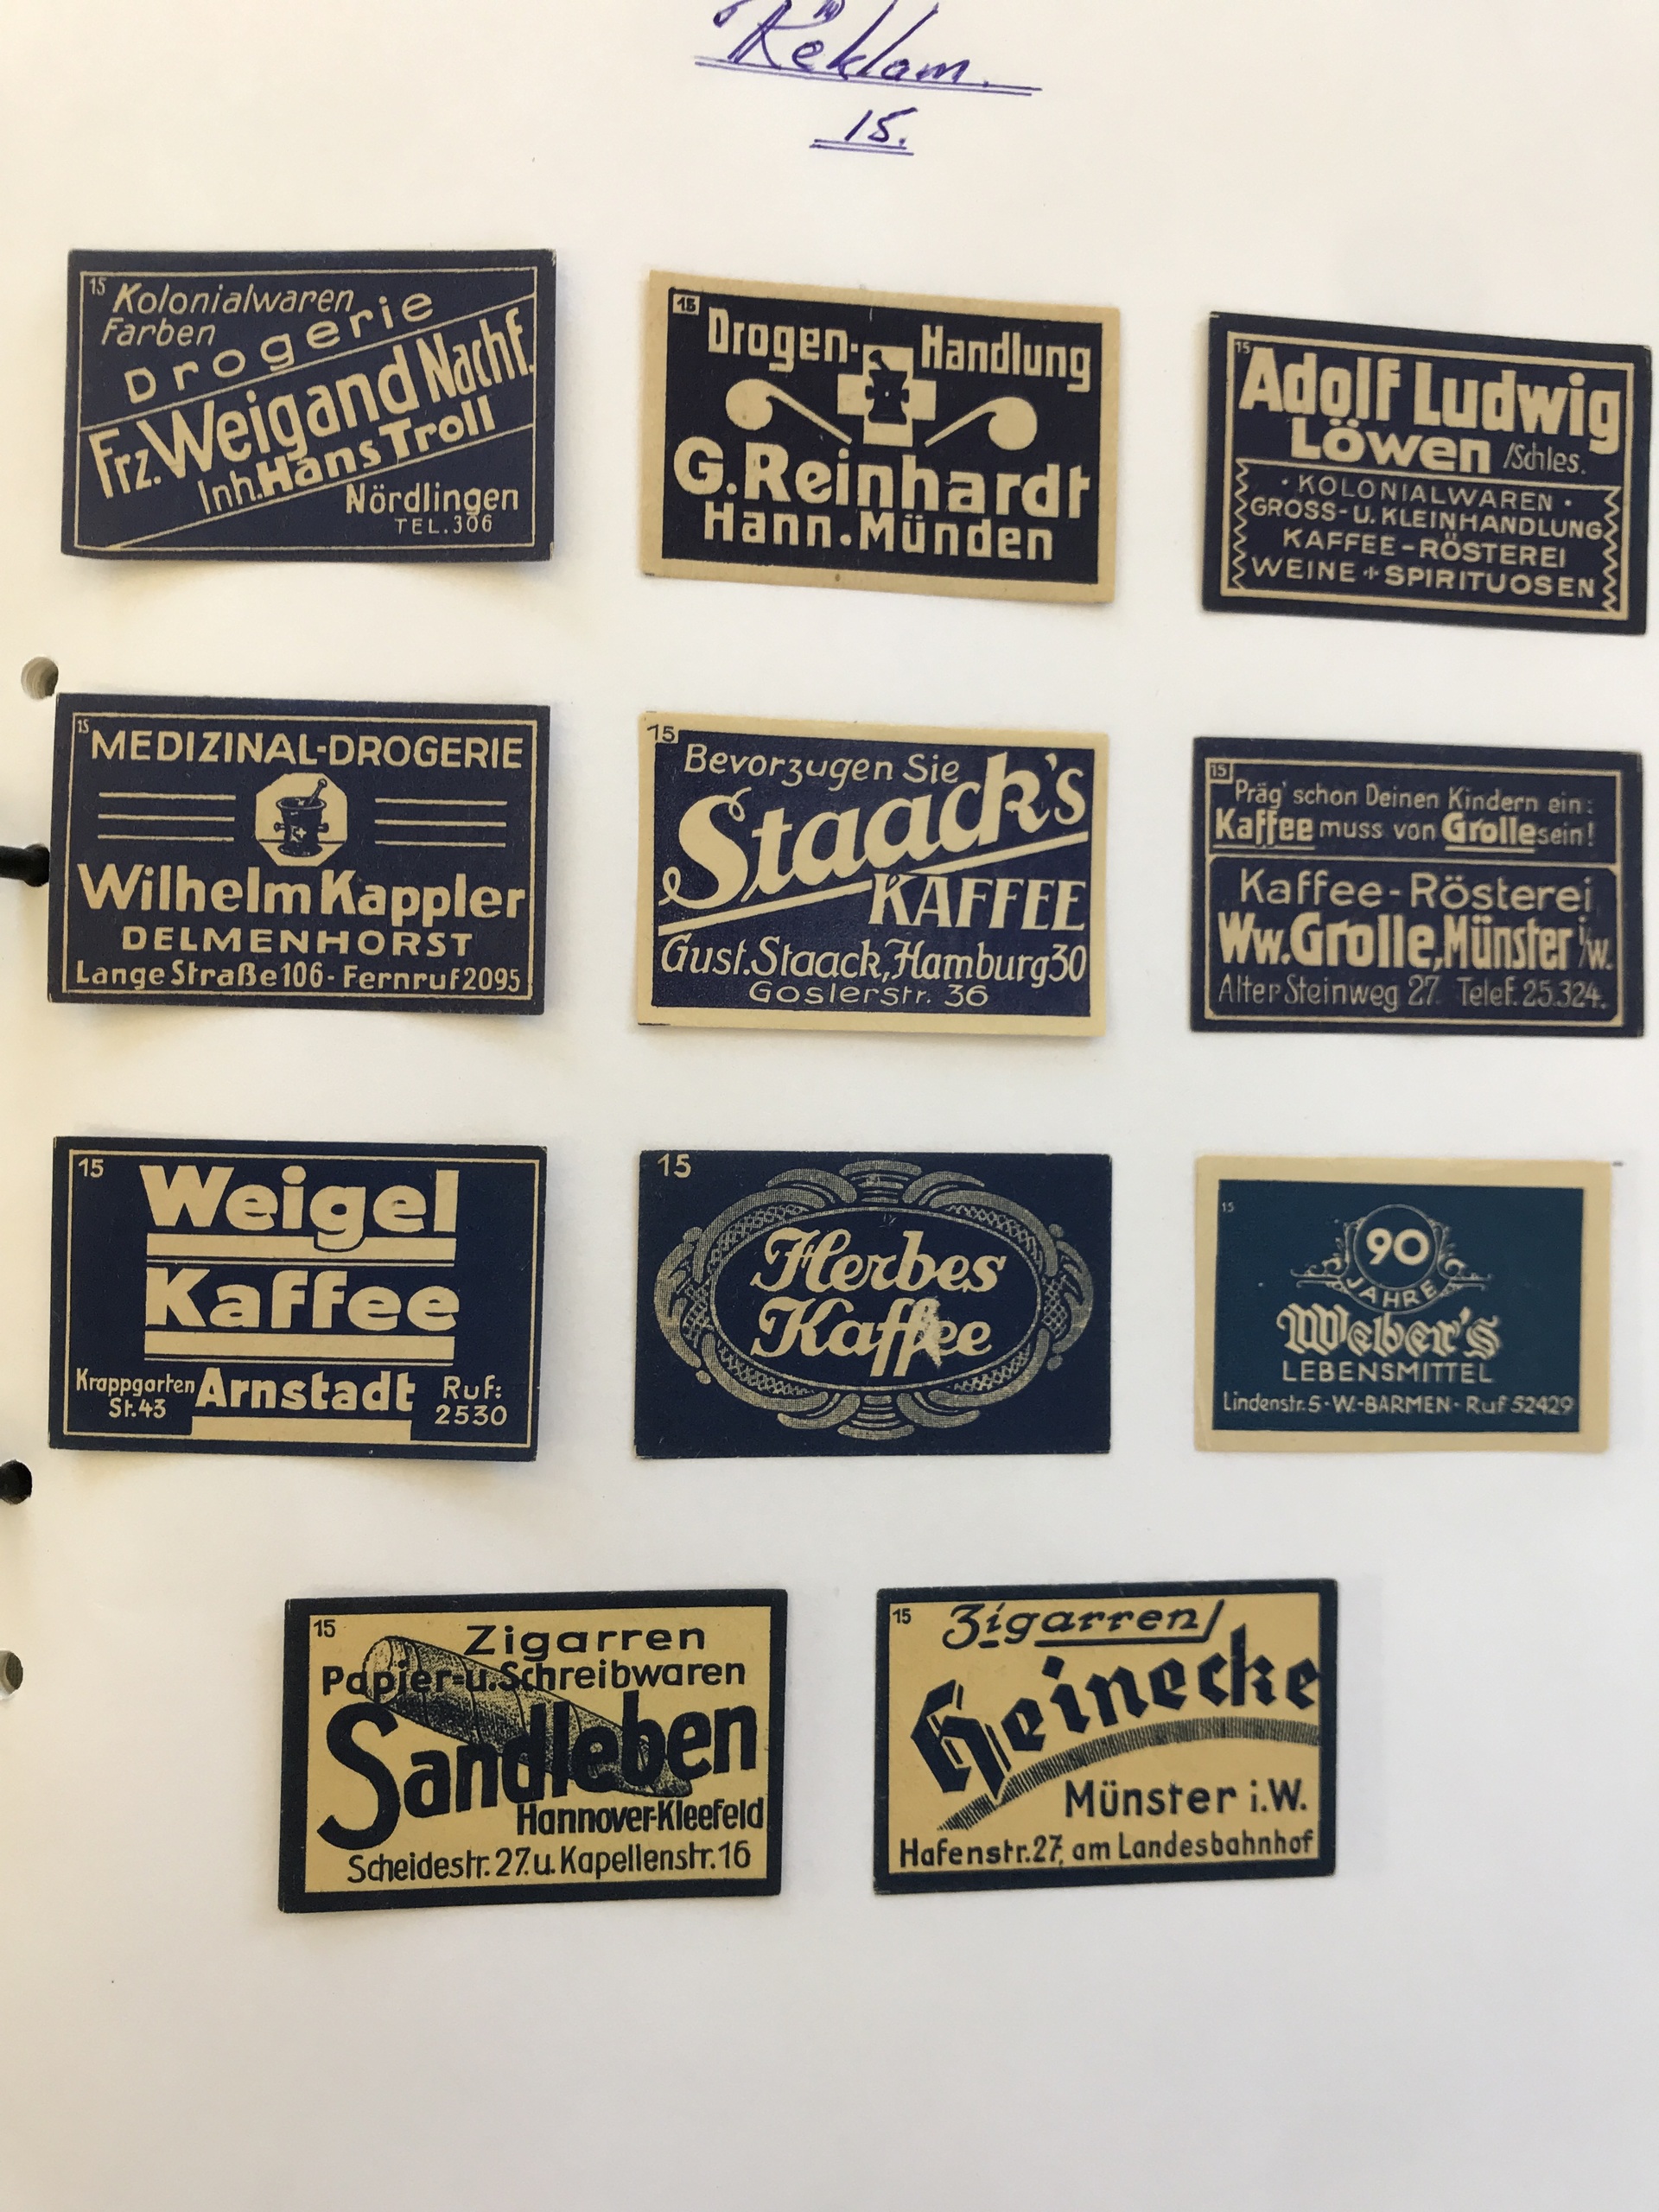 Reklam.
15.
15
Kolonialwaren
Farben
Drogerie
Frz. Weigand Nachf.
Inh. Hans Troll
Nördlingen
TEL. 306
15
Drogen-Handlung
G. Reinhardt
Hann. Münden
15
Adolf Ludwig
Löwen /Schles.
· KOLONIALWAREN ·
GROSS- U. KLEINHANDLUNG
KAFFEE-RÖSTEREI
WEINE + SPIRITUOSEN
15
MEDIZINAL-DROGERIE
Wilhelm Kappler
DELMENHORST
Lange Straße 106 - Fernruf 2095
15
Bevorzugen Sie
Staack's
KAFFEE
Gust. Staack, Hamburg 30
Goslerstr. 36
15
Präg' schon Deinen Kindern ein:
Kaffee muss von Grolle sein!
Kaffee-Rösterei
Ww. Grolle, Münster i/w.
Alter Steinweg 27. Telef. 25.324.
15
Weigel
Kaffee
Krappgarten
St. 43
Arnstadt
Ruf:
2530
15
Herbes
Kaffee
15
90
JAHRE
Weber's
LEBENSMITTEL
Lindenstr. 5 · W.-BARMEN · Ruf 52429
15
Zigarren
Papier- u. Schreibwaren
Sandleben
Hannover-Kleefeld
Scheidestr. 27. u. Kapellenstr. 16
15
Zigarren/
Heinecke
Münster i.W.
Hafenstr. 27, am Landesbahnhof